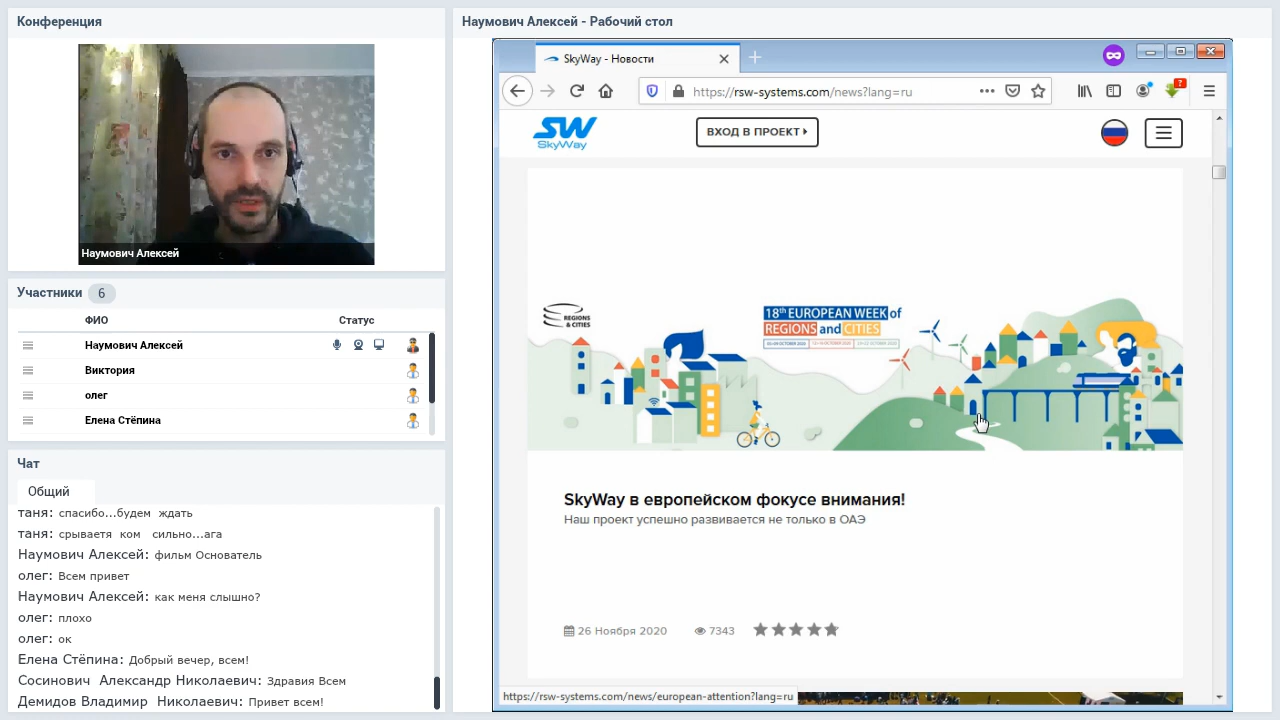 Конференция
Наумович Алексей
Участники 6
ФИО Статус
Наумович Алексей
Виктория
олег
Елена Стёпина
Чат
Общий
таня: спасибо...будем ждать
таня: срываетя ком сильно...ага
Наумович Алексей: фильм Основатель
олег: Всем привет
Наумович Алексей: как меня слышно?
олег: плохо
олег: ок
Елена Стёпина: Добрый вечер, всем!
Сосинович Александр Николаевич: Здравия Всем
Демидов Владимир Николаевич: Привет всем!
Наумович Алексей - Рабочий стол
SkyWay - Новости
https://rsw-systems.com/news?lang=ru
SW
SkyWay
ВХОД В ПРОЕКТ
REGIONS
& CITIES
18th EUROPEAN WEEK of
REGIONS and CITIES
SkyWay в европейском фокусе внимания!
Наш проект успешно развивается не только в ОАЭ
26 Ноября 2020 7343
https://rsw-systems.com/news/european-attention?lang=ru